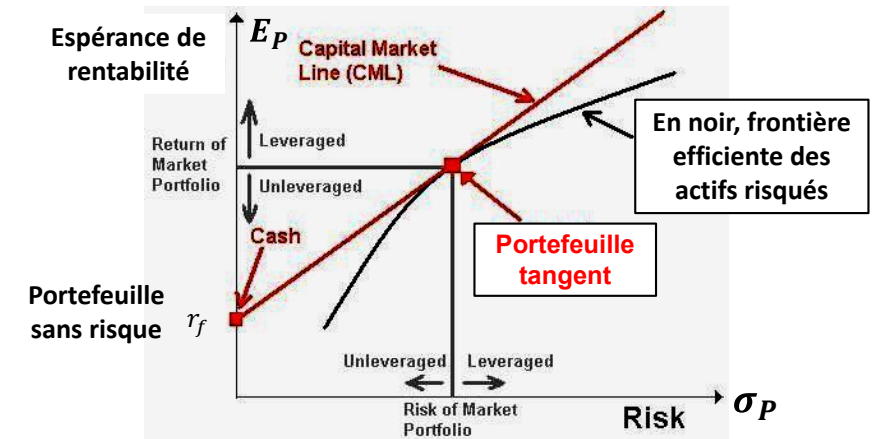 Espérance de
rentabilité
E_P
Capital Market
Line (CML)
En noir, frontière
efficiente des
actifs risqués
Return of
Market
Portfolio
Leveraged
Unleveraged
Cash
Portefeuille
tangent
Portefeuille
sans risque
r_f
Unleveraged
Leveraged
Risk of Market
Portfolio
Risk
σ_P